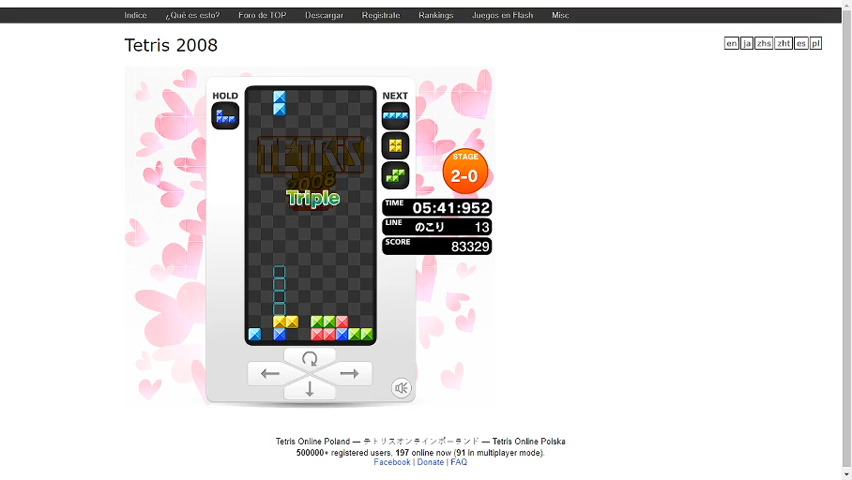 Indice ¿Qué es esto? Foro de TOP Descargar Registrate Rankings Juegos en Flash Misc
Tetris 2008
en ja zhs zht es pl
HOLD
NEXT
TETRIS
2008
Triple
STAGE
2-0
TIME 05:41:952
LINE のこり 13
SCORE 83329
Tetris Online Poland — テトリスオンラインポーランド — Tetris Online Polska
500000+ registered users, 197 online now (91 in multiplayer mode).
Facebook | Donate | FAQ